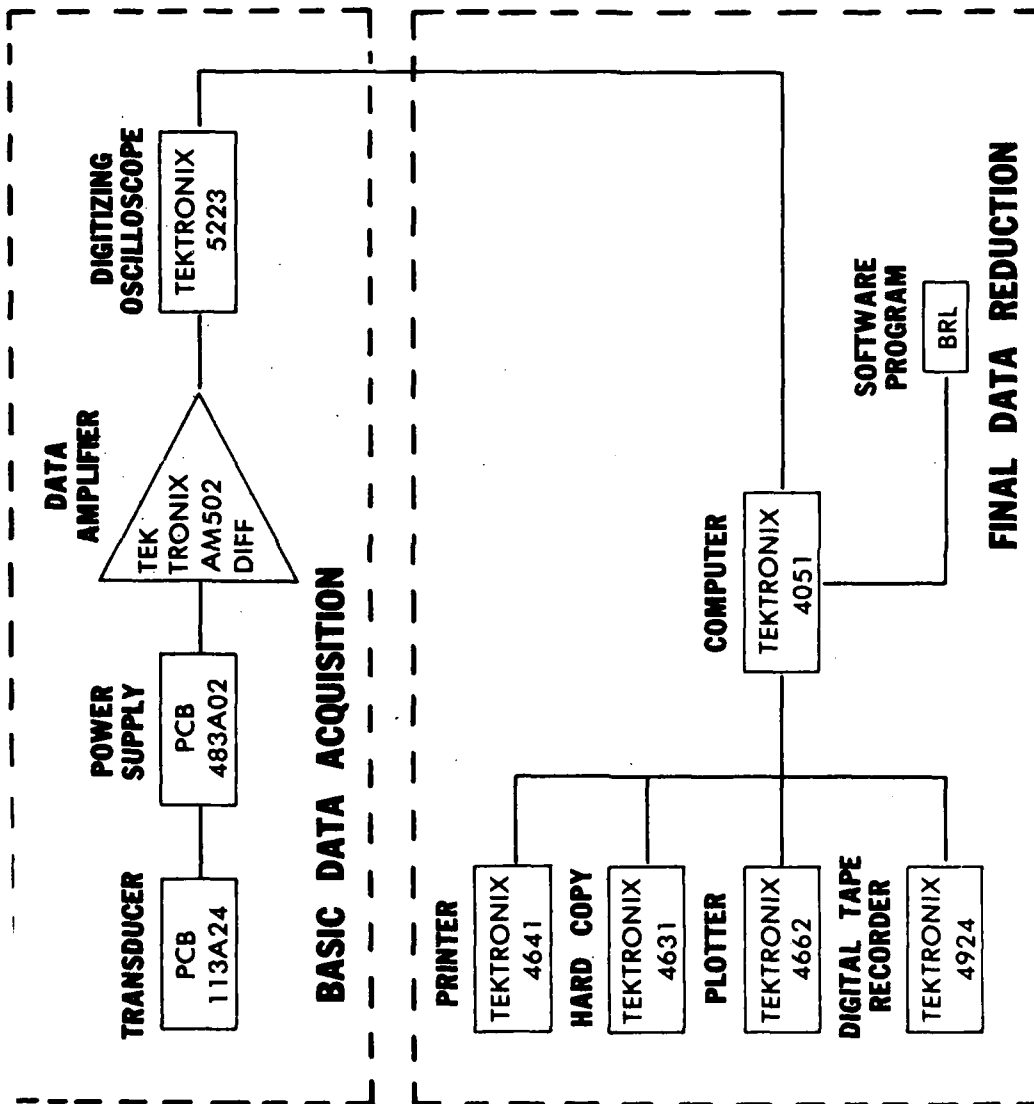 TRANSDUCER
PCB
113A24
POWER
SUPPLY
PCB
483A02
DATA
AMPLIFIER
TEK
TRONIX
AM502
DIFF
DIGITIZING
OSCILLOSCOPE
TEKTRONIX
5223
BASIC DATA ACQUISITION
PRINTER
TEKTRONIX
4641
HARD COPY
TEKTRONIX
4631
PLOTTER
TEKTRONIX
4662
DIGITAL TAPE
RECORDER
TEKTRONIX
4924
COMPUTER
TEKTRONIX
4051
SOFTWARE
PROGRAM
BRL
FINAL DATA REDUCTION